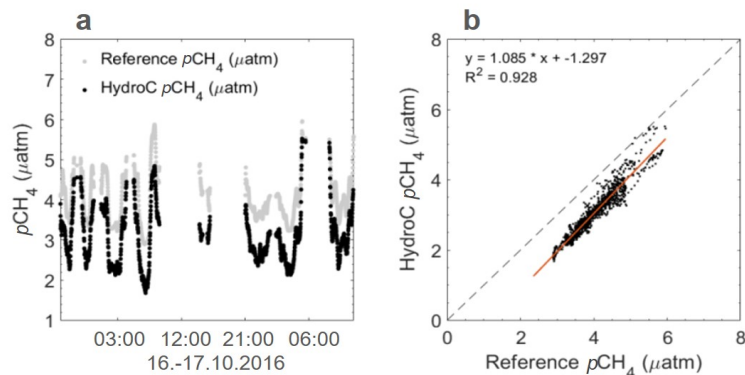 a
Reference pCH₄ (μatm)
HydroC pCH₄ (μatm)
pCH₄ (μatm)
8
7
6
5
4
3
2
1
03:00 12:00 21:00 06:00
16.-17.10.2016
b
y = 1.085 * x + -1.297
R² = 0.928
HydroC pCH₄ (μatm)
8
6
4
2
0
0 2 4 6 8
Reference pCH₄ (μatm)